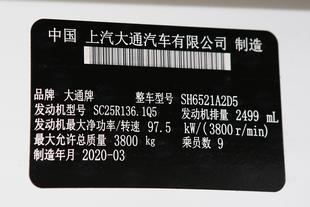 中国 上汽大通汽车有限公司 制造
品牌 大通牌 整车型号 SH6521A2D5
发动机型号 SC25R136.1Q5 发动机排量 2499 mL
发动机最大净功率/转速 97.5 kW/(3800r/min)
最大允许总质量 3800 kg 乘员数 9
制造年月 2020-03